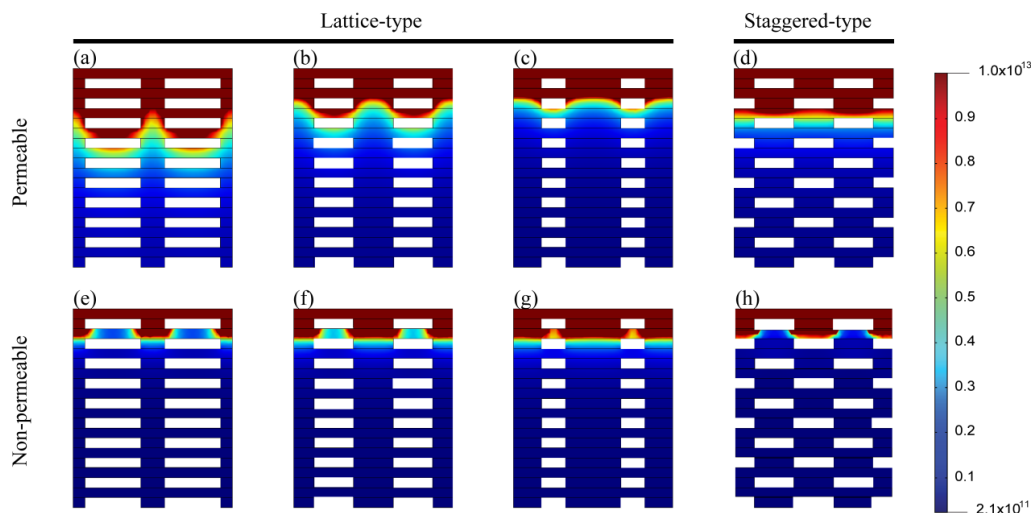 Lattice-type
Staggered-type
(a)
(b)
(c)
(d)
Permeable
(e)
(f)
(g)
(h)
Non-permeable
1.0x10¹³
0.9
0.8
0.7
0.6
0.5
0.4
0.3
0.2
0.1
2.1x10¹¹